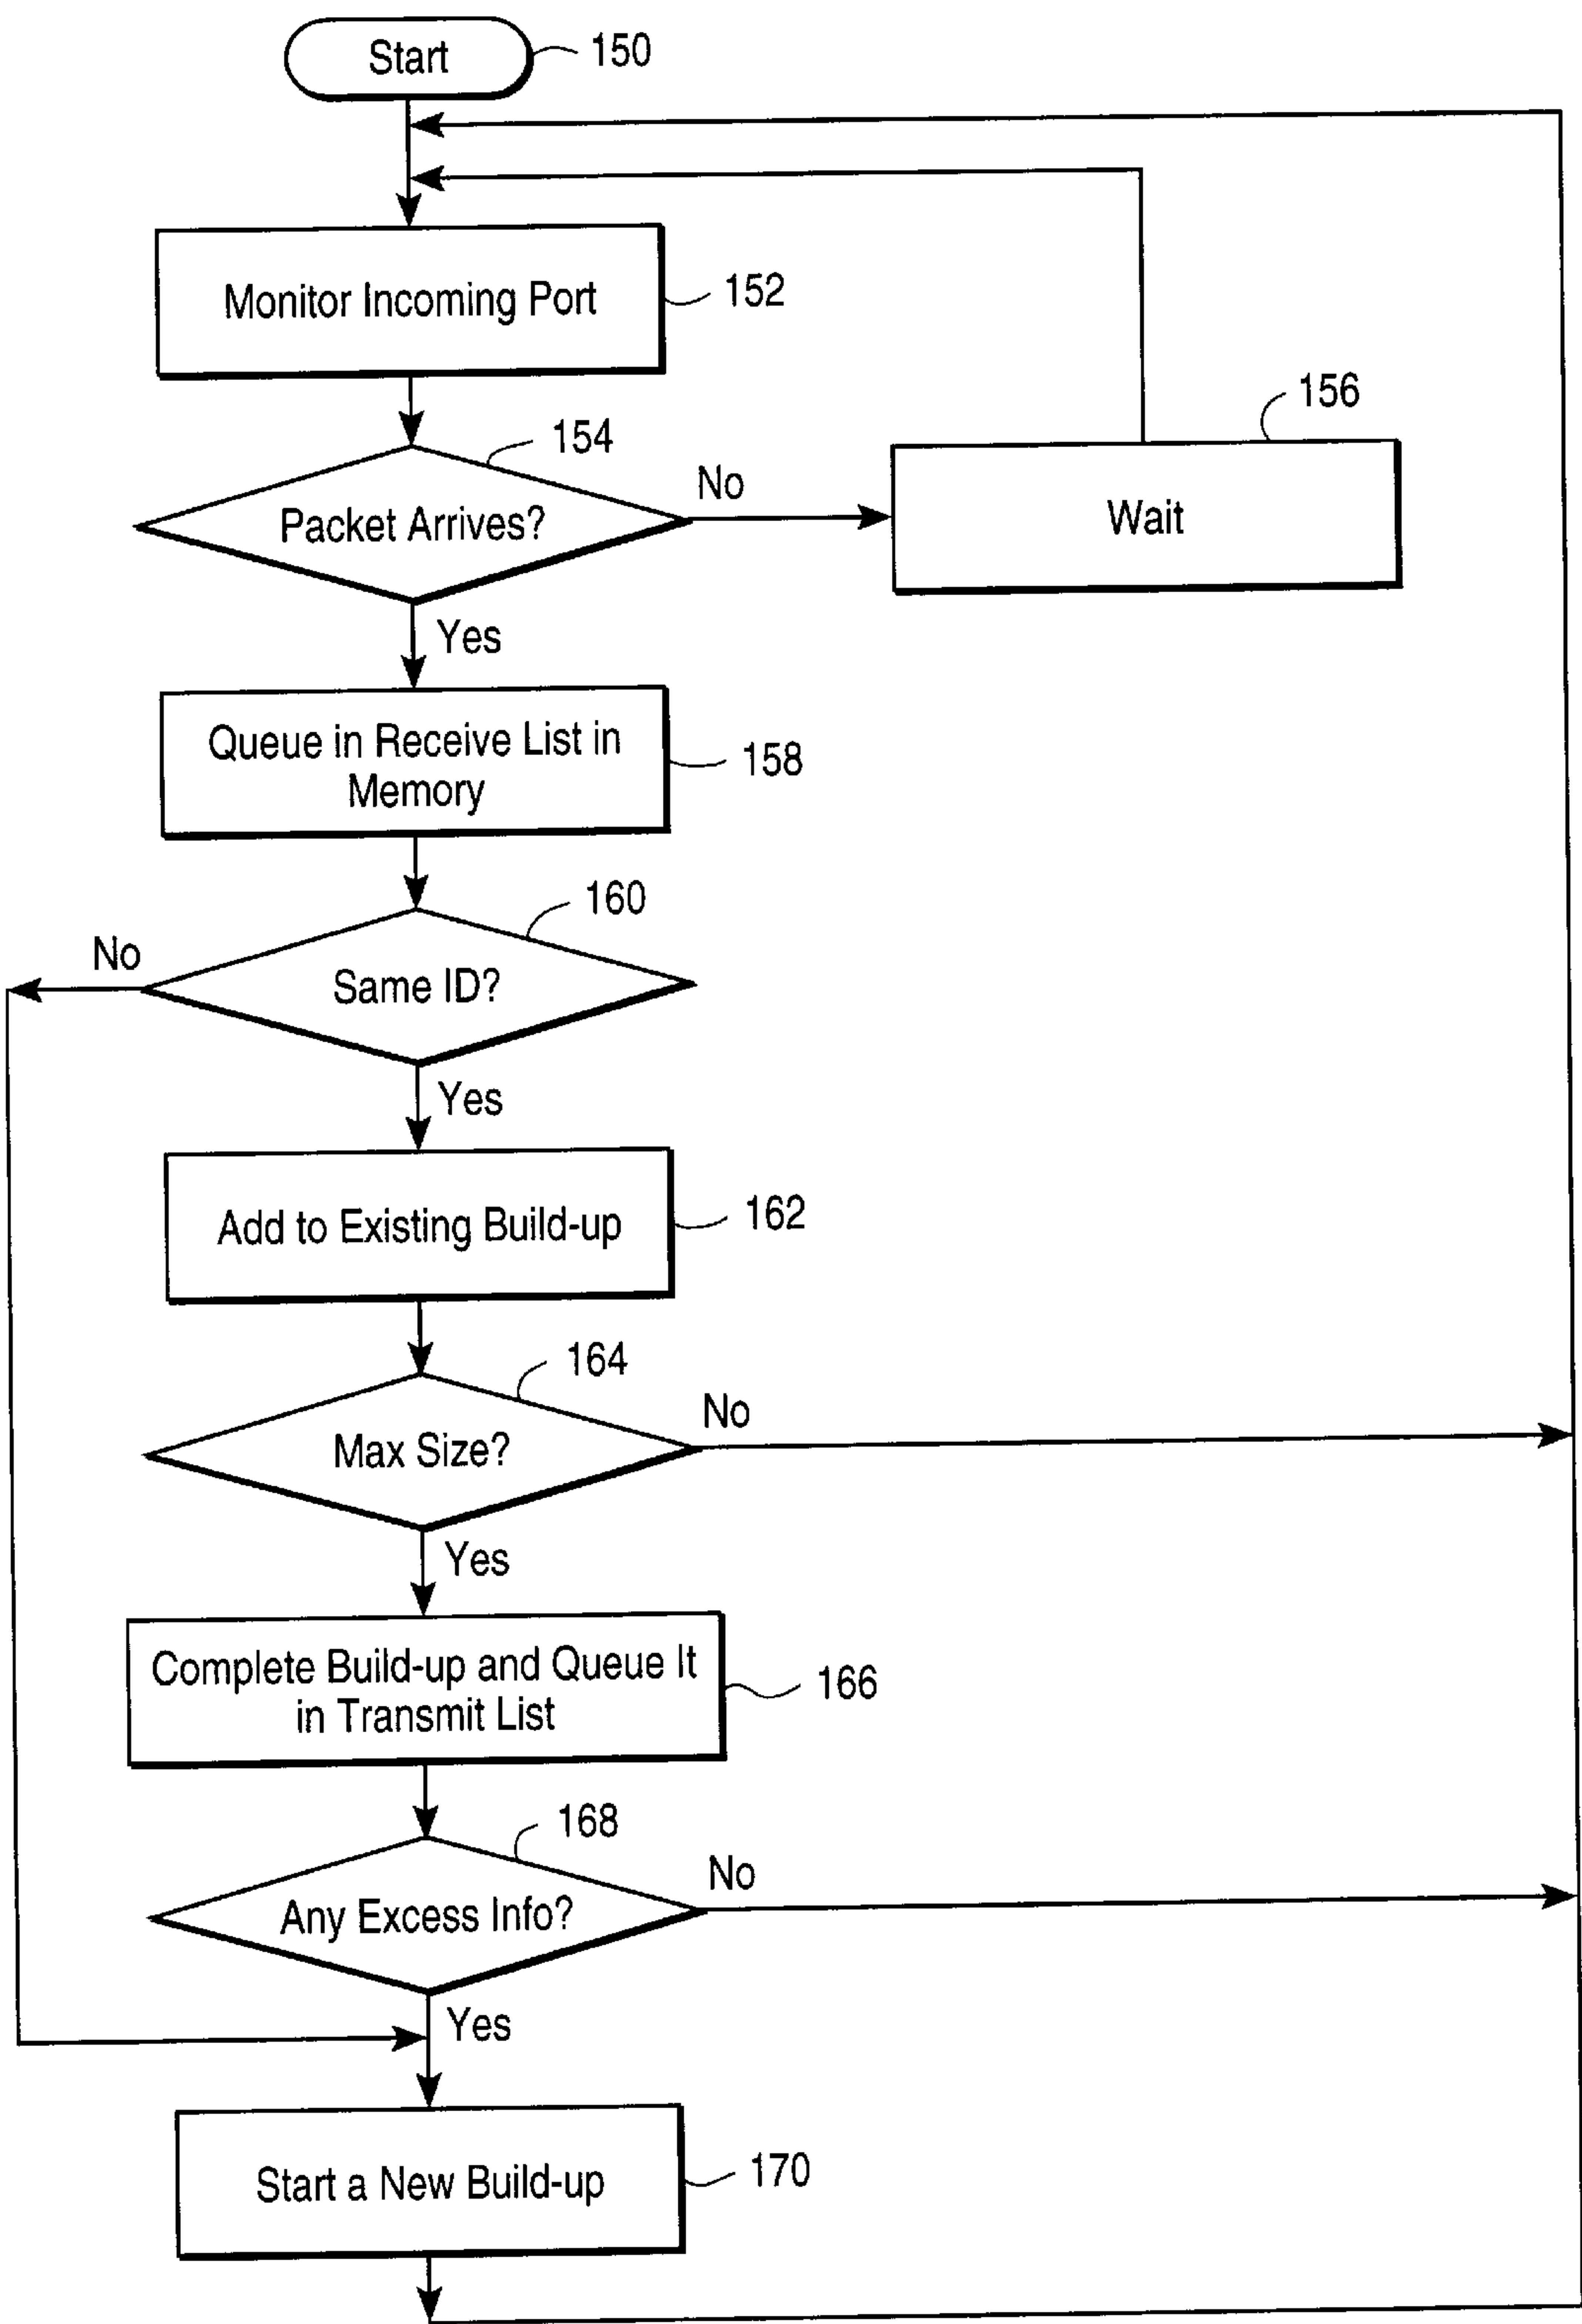 Start
150
Monitor Incoming Port
152
154
Packet Arrives?
No
156
Wait
Yes
Queue in Receive List in
Memory
158
160
No
Same ID?
Yes
Add to Existing Build-up
162
164
Max Size?
No
Yes
Complete Build-up and Queue It
in Transmit List
166
168
Any Excess Info?
No
Yes
Start a New Build-up
170